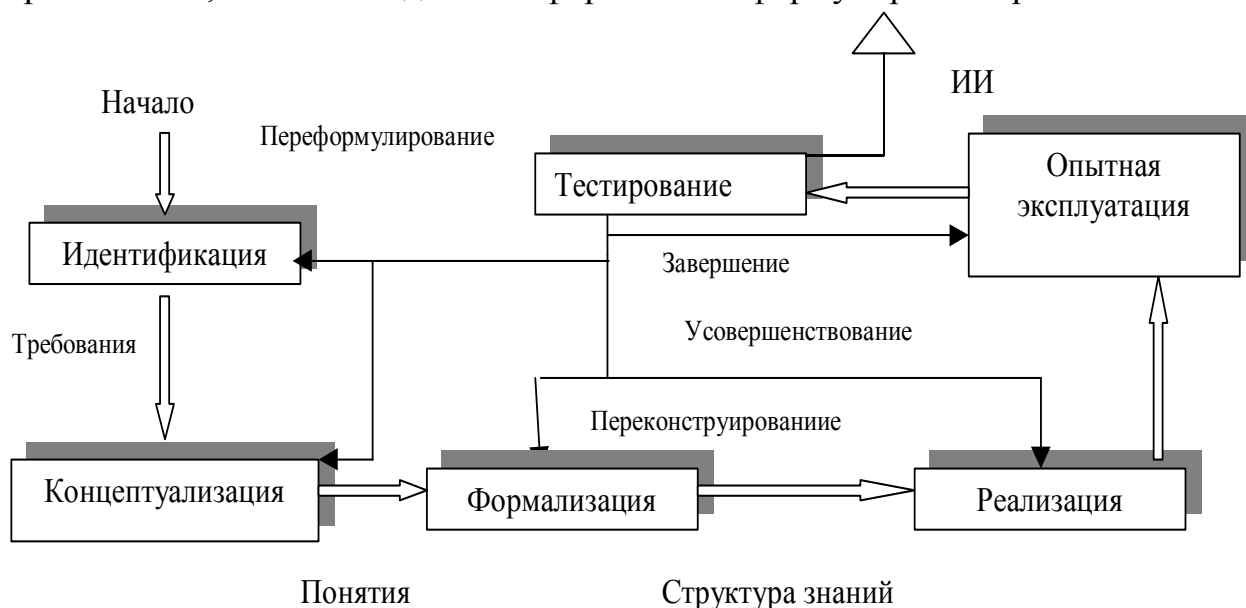 ИИ
Начало
Переформулирование
Тестирование
Опытная
эксплуатация
Идентификация
Завершение
Требования
Усовершенствование
Переконструированиие
Концептуализация
Формализация
Реализация
Понятия
Структура знаний